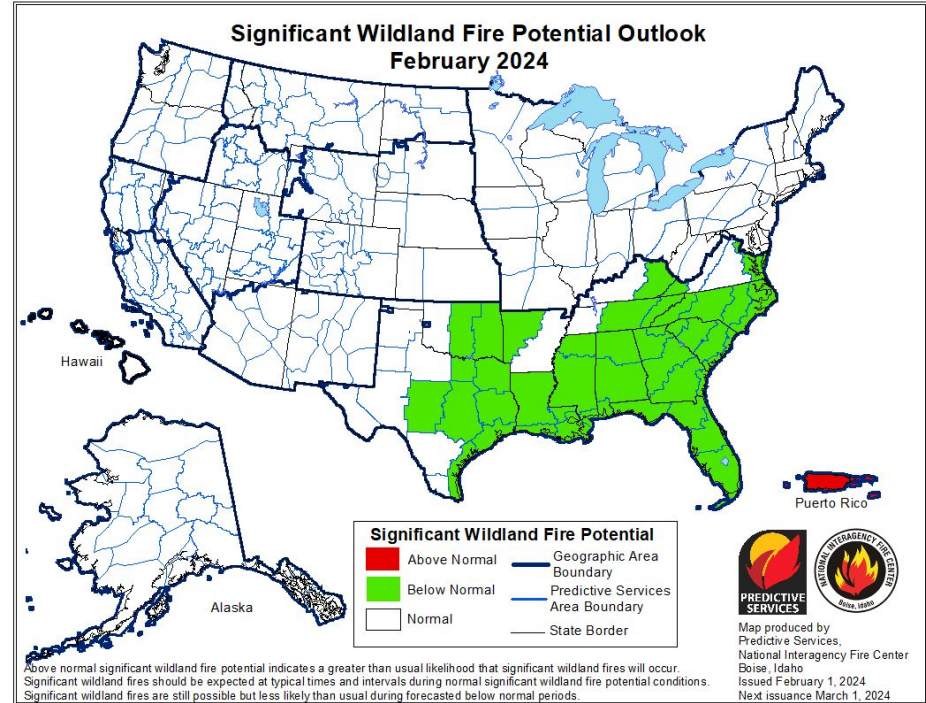 Significant Wildland Fire Potential Outlook
February 2024
Hawaii
Puerto Rico
Alaska
Significant Wildland Fire Potential
Above Normal
Below Normal
Normal
Geographic Area
Boundary
Predictive Services
Area Boundary
State Border
PREDICTIVE
SERVICES
NATIONAL INTERAGENCY FIRE CENTER
Boise, Idaho
Map produced by
Predictive Services,
National Interagency Fire Center
Boise, Idaho
Issued February 1, 2024
Next issuance March 1, 2024
Above normal significant wildland fire potential indicates a greater than usual likelihood that significant wildland fires will occur.
Significant wildland fires should be expected at typical times and intervals during normal significant wildland fire potential conditions.
Significant wildland fires are still possible but less likely than usual during forecasted below normal periods.